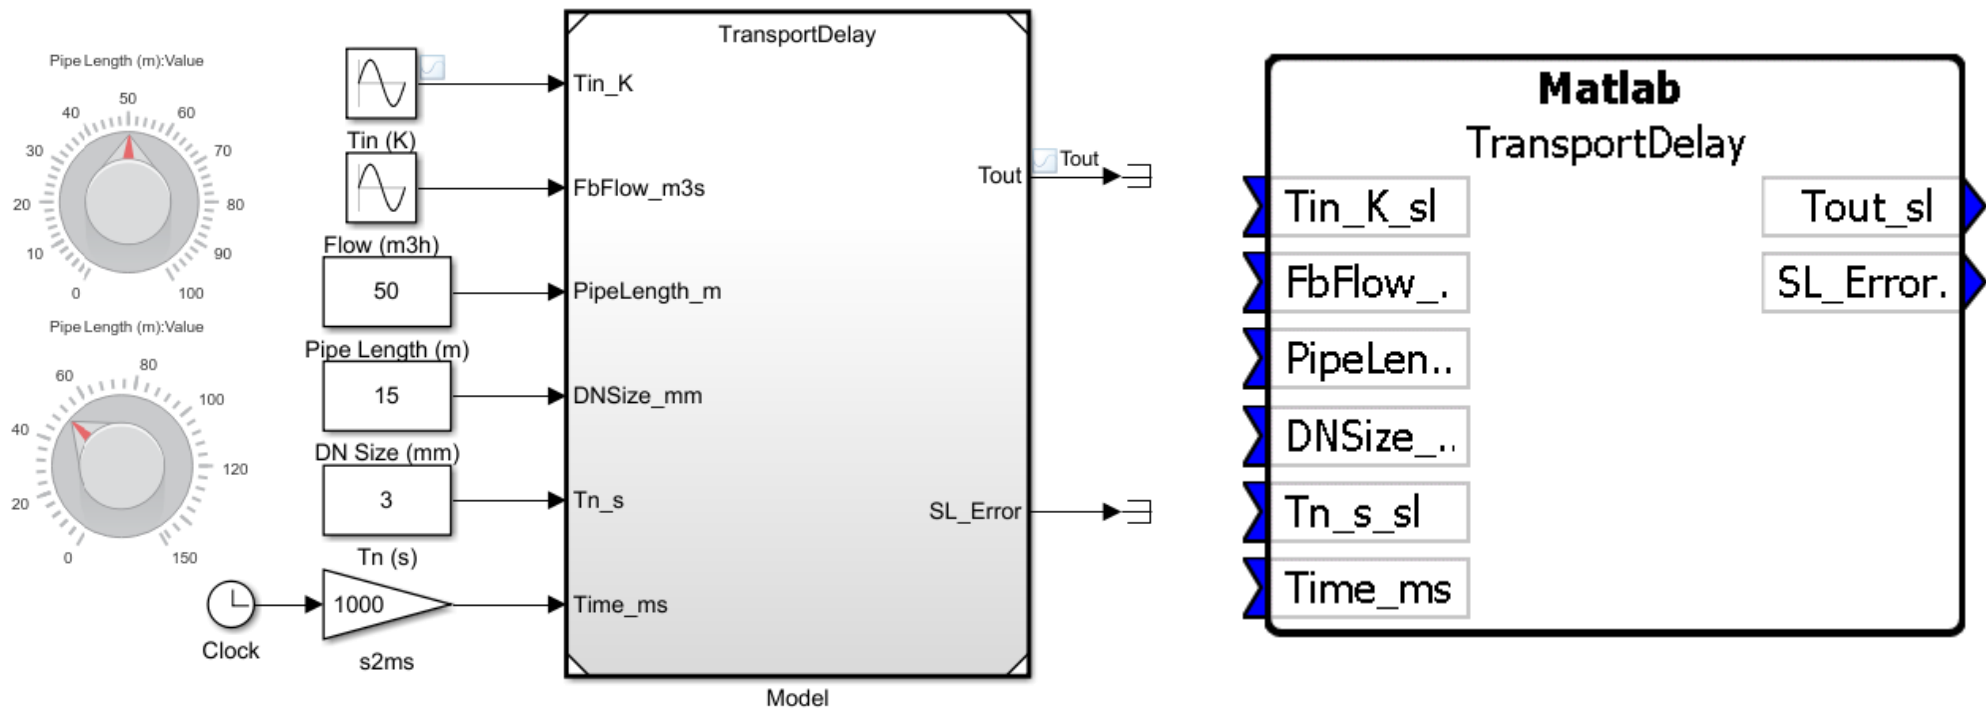 Pipe Length (m):Value
50
40
60
30
70
20
80
10
90
0
100
Pipe Length (m):Value
80
60
100
40
120
20
0
150
Tin (K)
Flow (m3h)
50
Pipe Length (m)
15
DN Size (mm)
3
Tn (s)
1000
Clock
s2ms
TransportDelay
Tin_K
FbFlow_m3s
PipeLength_m
DNSize_mm
Tn_s
Time_ms
Tout
SL_Error
Tout
Model
Matlab
TransportDelay
Tin_K_sl
FbFlow_.
PipeLen..
DNSize_..
Tn_s_sl
Time_ms
Tout_sl
SL_Error.